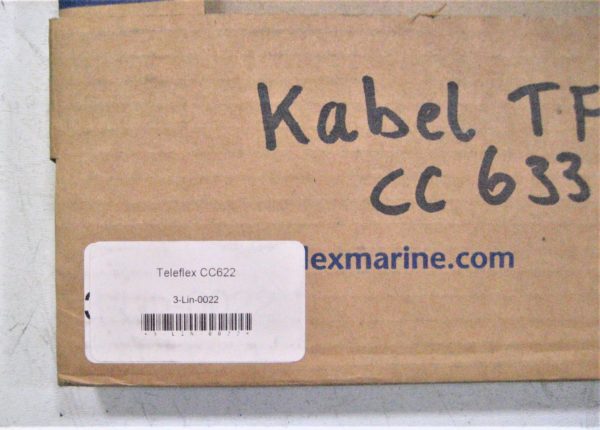 Kabel TF
CC 633
lexmarine.com
Teleflex CC622
3-Lin-0022